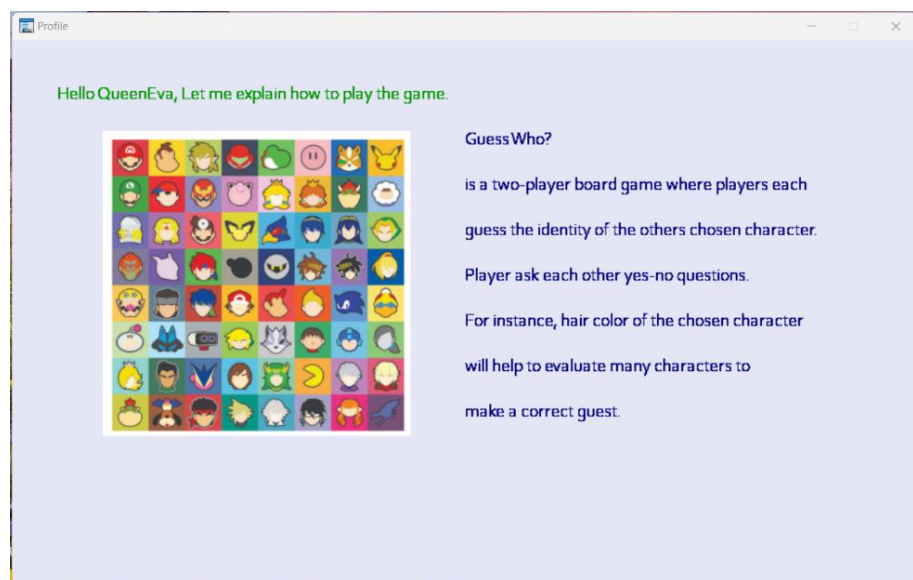 Profile
Hello QueenEva, Let me explain how to play the game.
Guess Who?
is a two-player board game where players each
guess the identity of the others chosen character.
Player ask each other yes-no questions.
For instance, hair color of the chosen character
will help to evaluate many characters to
make a correct guest.